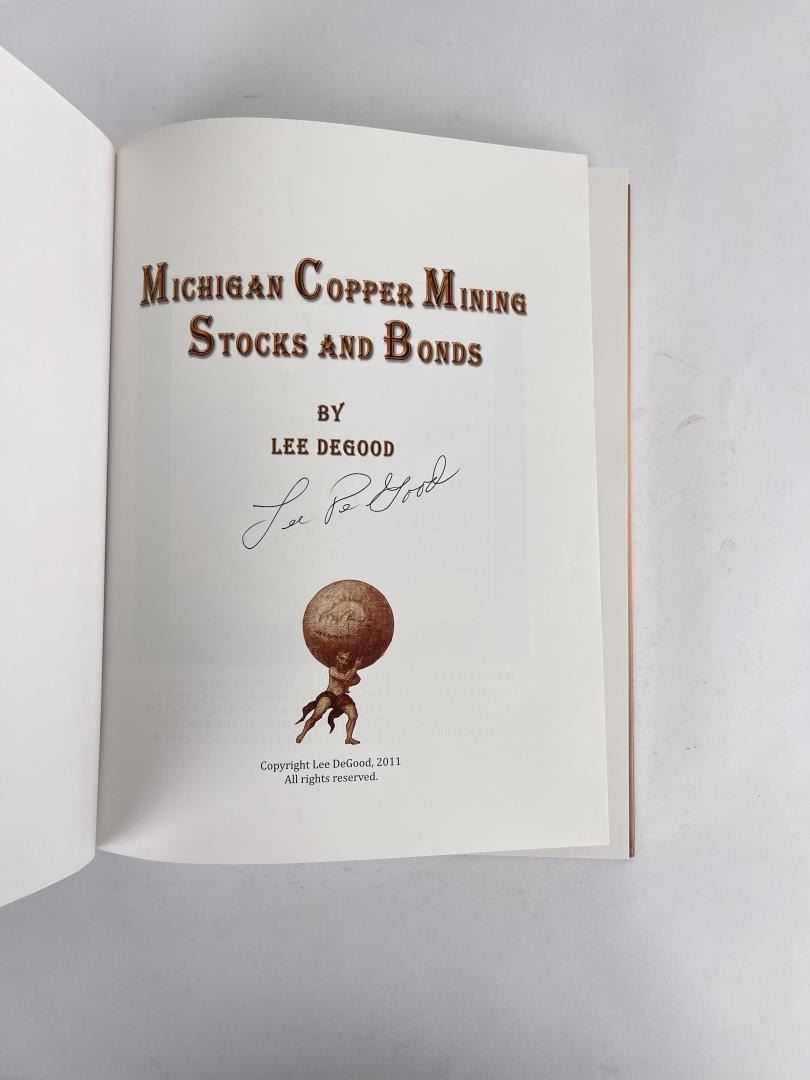 MICHIGAN COPPER MINING
STOCKS AND BONDS
BY
LEE DEGOOD
Lee DeGood
Copyright Lee DeGood, 2011
All rights reserved.